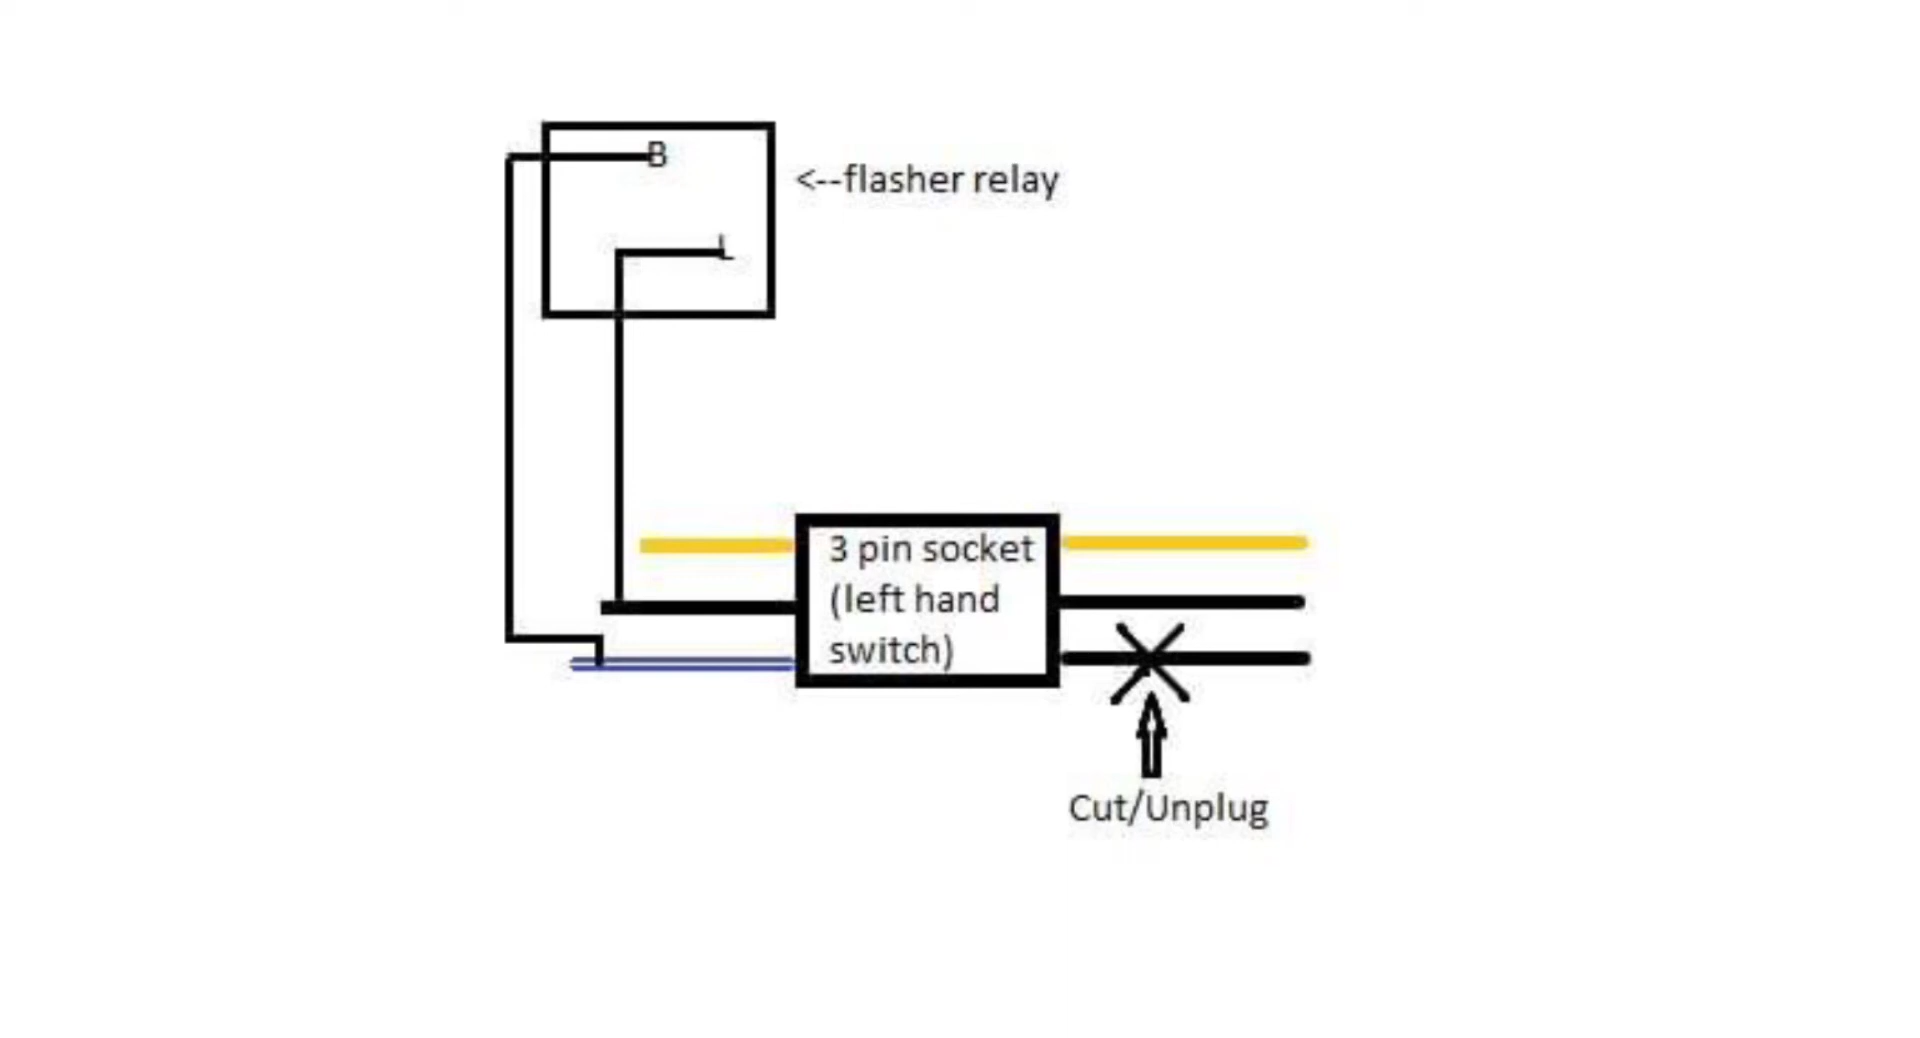 B
<--flasher relay
L
3 pin socket
(left hand
switch)
Cut/Unplug